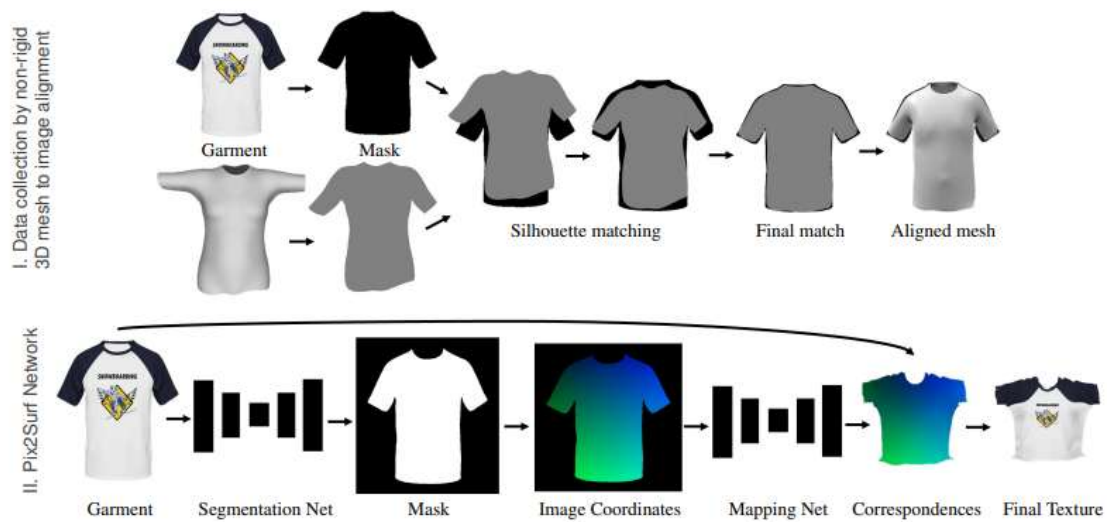 I. Data collection by non-rigid
3D mesh to image alignment
Garment
Mask
Silhouette matching
Final match
Aligned mesh
II. Pix2Surf Network
SNOWBOARDING
Garment
Segmentation Net
Mask
Image Coordinates
Mapping Net
Correspondences
Final Texture